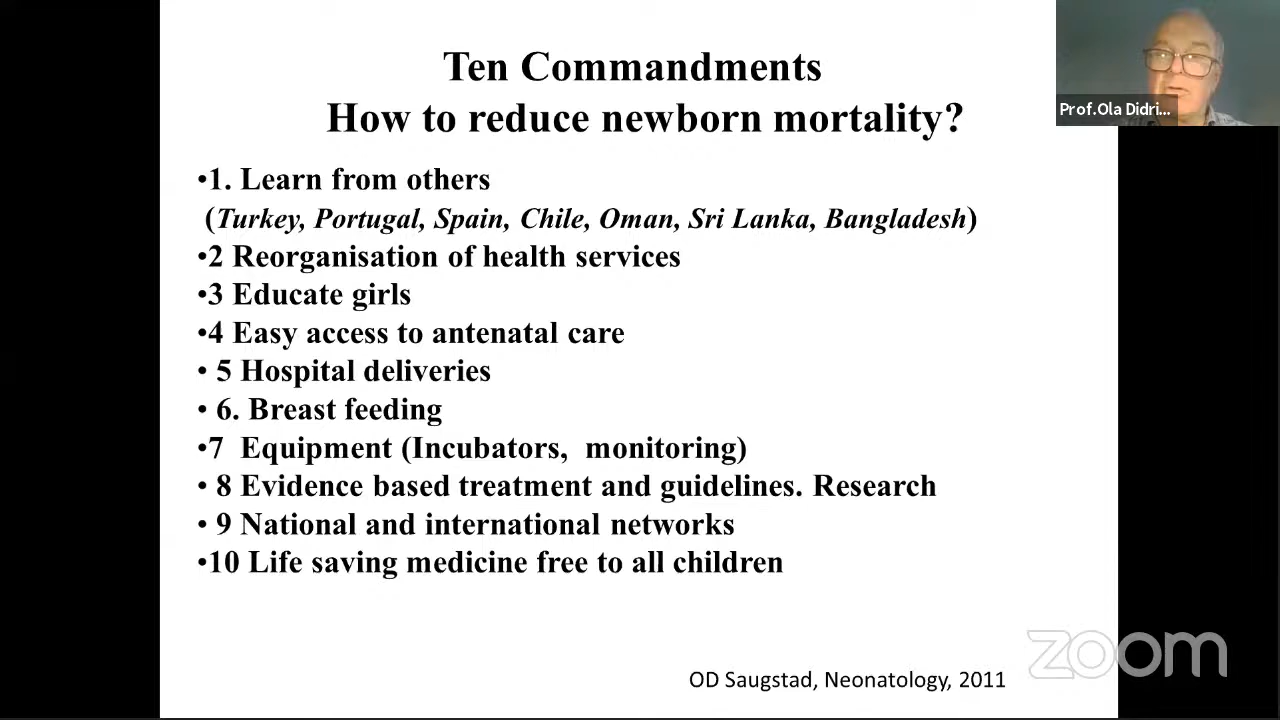 Ten Commandments
How to reduce newborn mortality?
•1. Learn from others
(Turkey, Portugal, Spain, Chile, Oman, Sri Lanka, Bangladesh)
•2 Reorganisation of health services
•3 Educate girls
•4 Easy access to antenatal care
• 5 Hospital deliveries
• 6. Breast feeding
•7 Equipment (Incubators, monitoring)
• 8 Evidence based treatment and guidelines. Research
• 9 National and international networks
•10 Life saving medicine free to all children
OD Saugstad, Neonatology, 2011
Prof.Ola Didri...
zoom